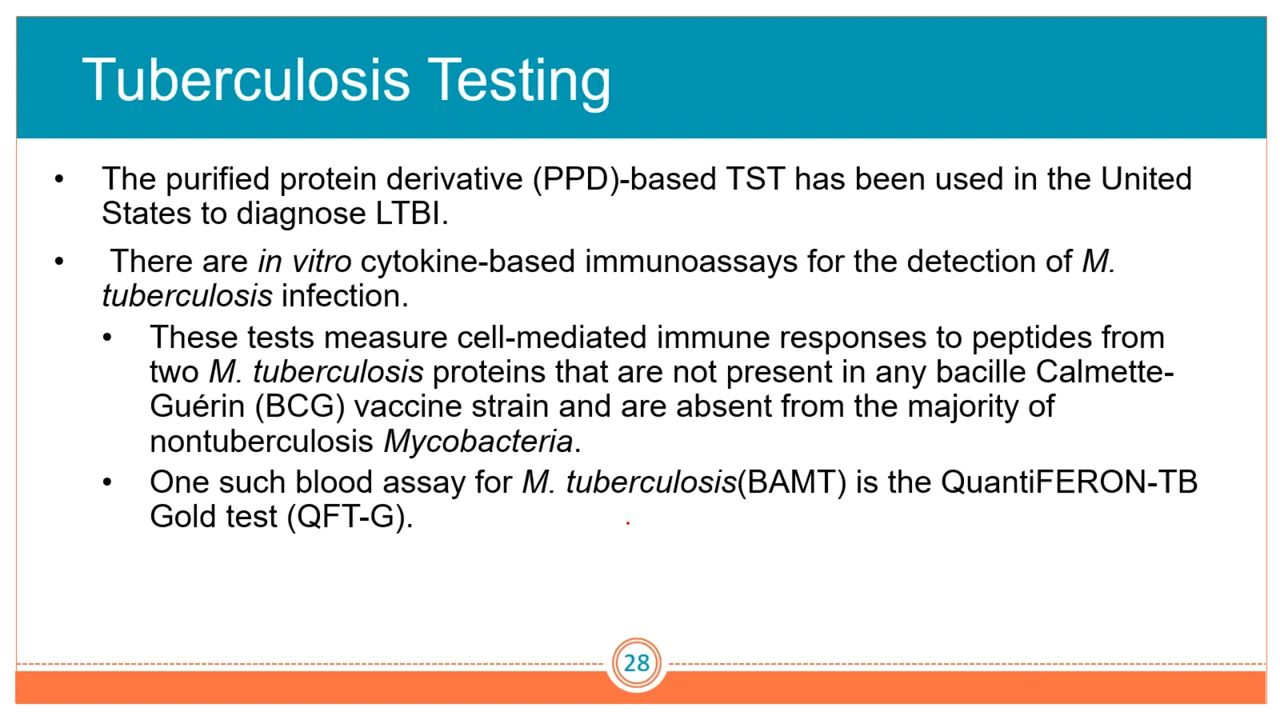 Tuberculosis Testing
• The purified protein derivative (PPD)-based TST has been used in the United
States to diagnose LTBI.
• There are in vitro cytokine-based immunoassays for the detection of M.
tuberculosis infection.
• These tests measure cell-mediated immune responses to peptides from
two M. tuberculosis proteins that are not present in any bacille Calmette-
Guérin (BCG) vaccine strain and are absent from the majority of
nontuberculosis Mycobacteria.
• One such blood assay for M. tuberculosis(BAMT) is the QuantiFERON-TB
Gold test (QFT-G).
28